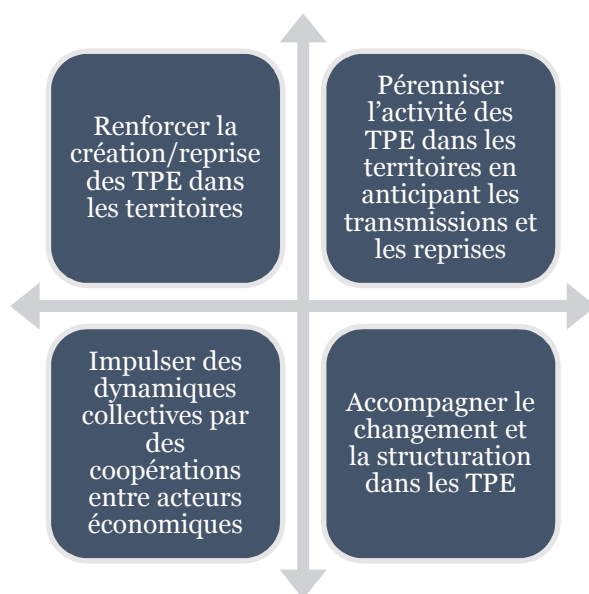 Renforcer la
création/reprise
des TPE dans
les territoires
Pérenniser
l’activité des
TPE dans les
territoires en
anticipant les
transmissions et
les reprises
Impulser des
dynamiques
collectives par
des
coopérations
entre acteurs
économiques
Accompagner le
changement et
la structuration
dans les TPE